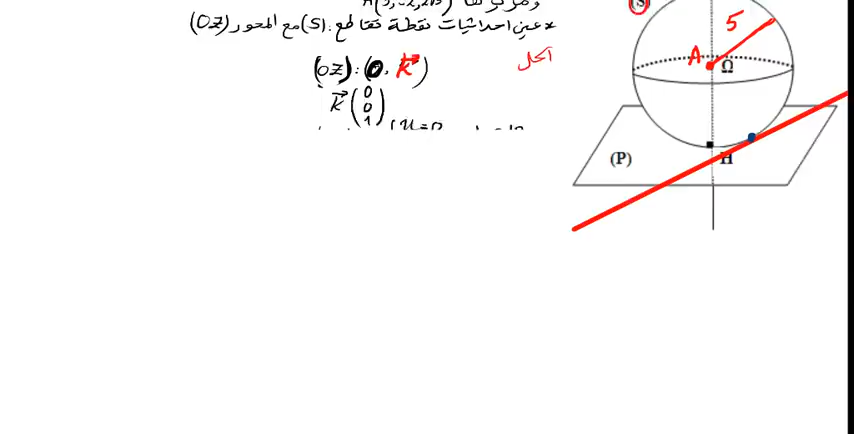 * عين احداثيات نقطة تقاطع (S) مع المحور (OZ)
الحل
(OZ): (O, K⃗)
K⃗ (0 0 1)
(S)
5
A
Ω
H
(P)